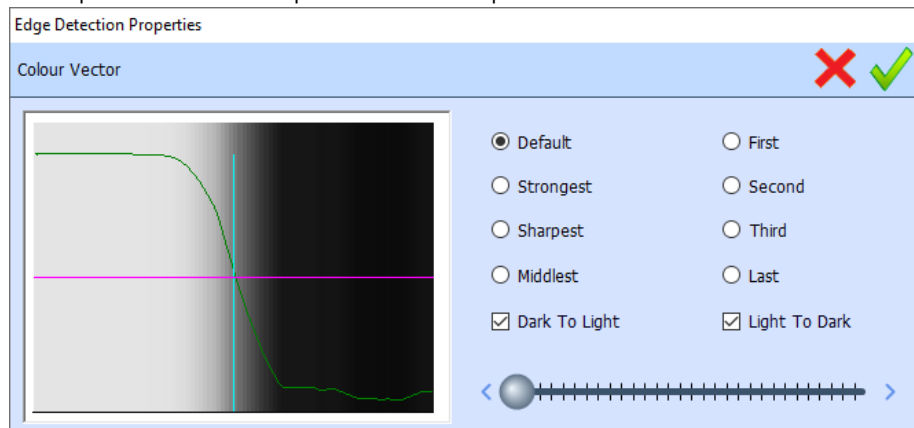 Edge Detection Properties
Colour Vector
Default First
Strongest Second
Sharpest Third
Middlest Last
Dark To Light Light To Dark